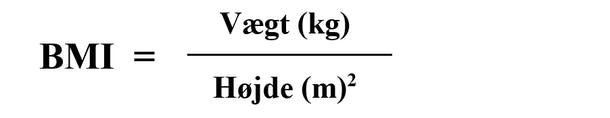 Vægt (kg)
BMI =
Højde (m)²